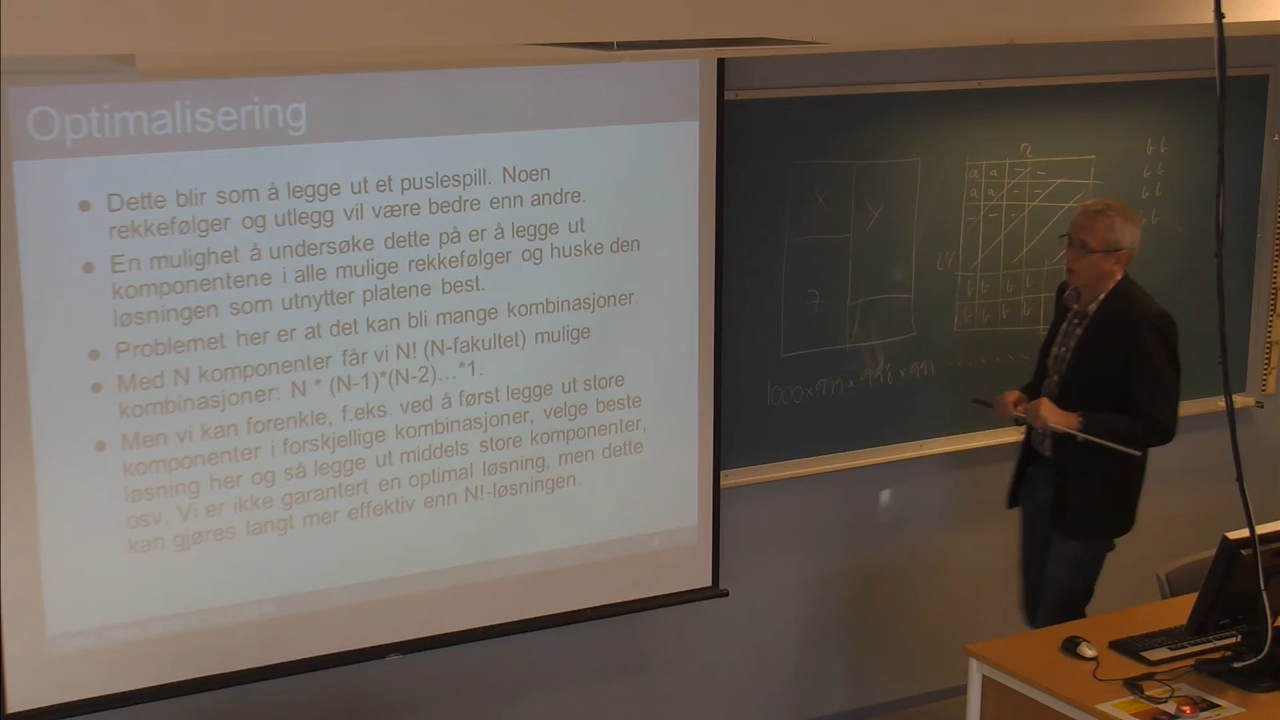 Optimalisering
Dette blir som å legge ut et puslespill. Noen
rekkefølger og utlegg vil være bedre enn andre.
En mulighet å undersøke dette på er å legge ut
komponentene i alle mulige rekkefølger og huske den
løsningen som utnytter platene best.
Problemet her er at det kan bli mange kombinasjoner.
Med N komponenter får vi N! (N-fakultet) mulige
kombinasjoner: N * (N-1)*(N-2)...*1.
Men vi kan forenkle, f.eks. ved å først legge ut store
komponenter i forskjellige kombinasjoner, velge beste
løsning her og så legge ut middels store komponenter,
osv. Vi er ikke garantert en optimal løsning, men dette
kan gjøres langt mer effektiv enn N!-løsningen.
X
Y
7
1000×999×998×997
a a - -
a a - -
- - -
b b b b
b b b b
b b
b b
b b
b b